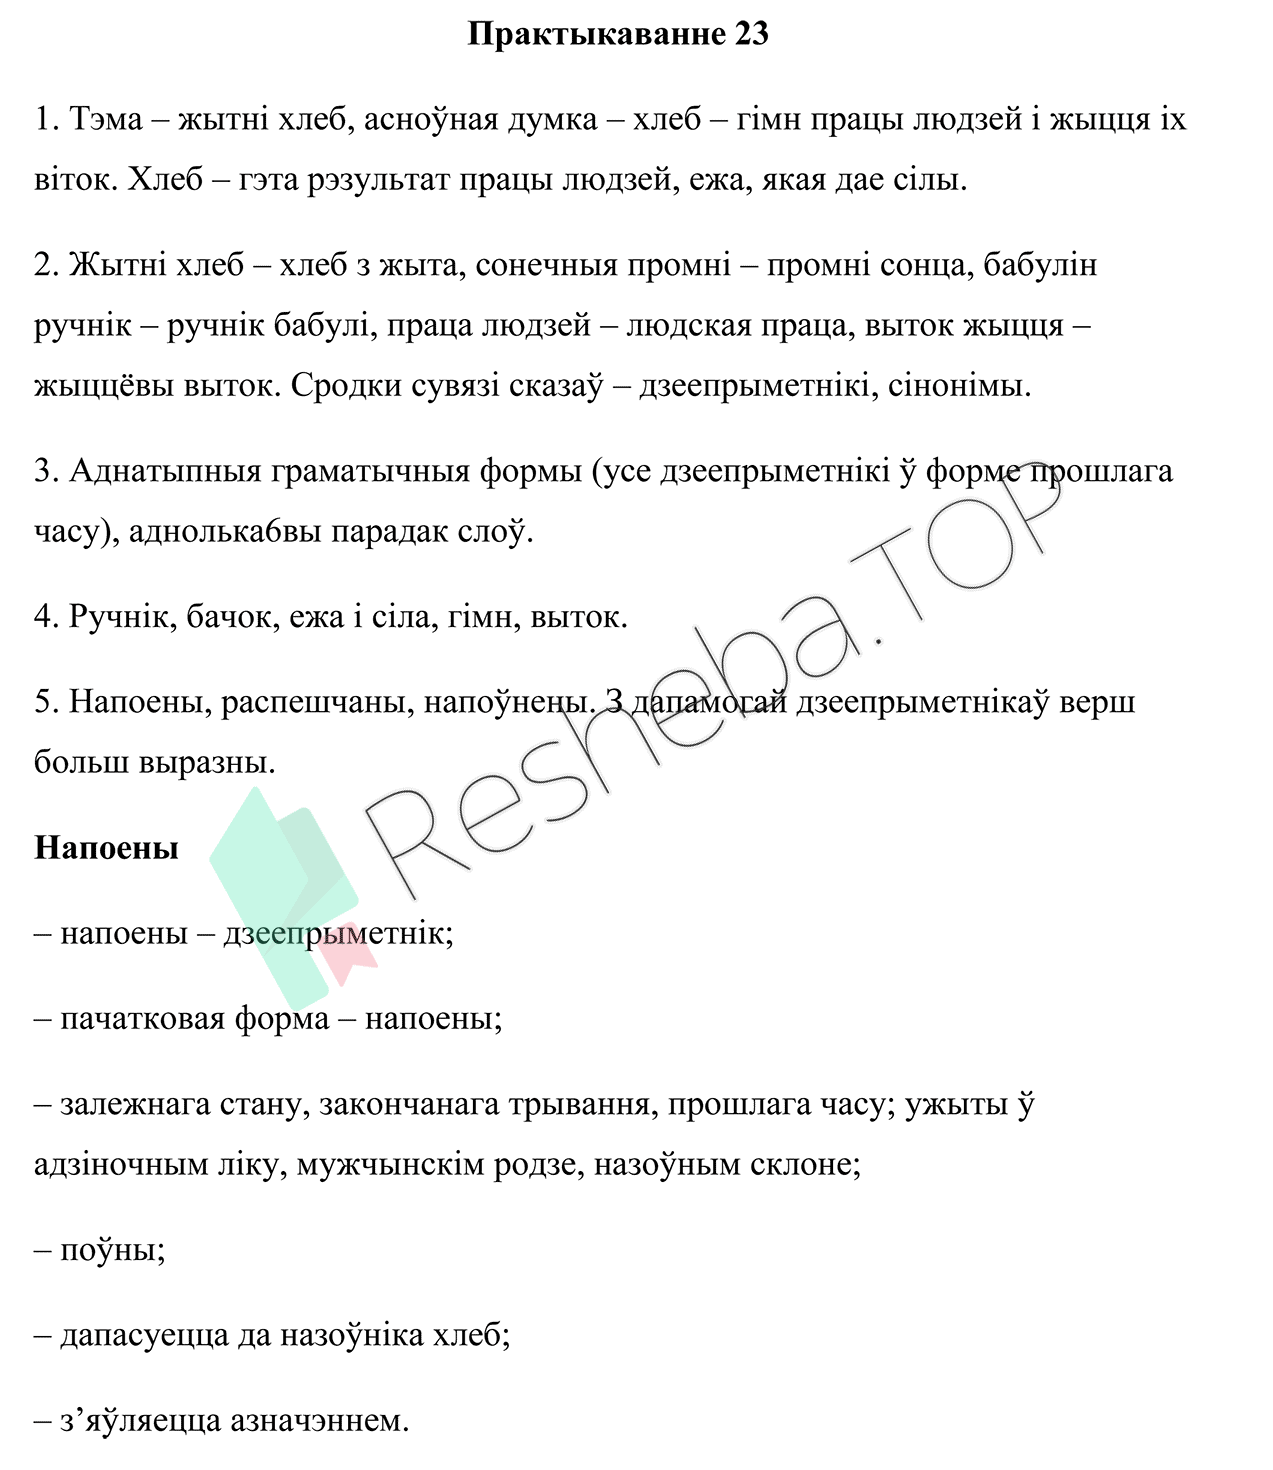 Практыкаванне 23
1. Тэма – жытні хлеб, асноўная думка – хлеб – гімн працы людзей і жыцця іх
віток. Хлеб – гэта рэзультат працы людзей, ежа, якая дае сілы.
2. Жытні хлеб – хлеб з жыта, сонечныя промні – промні сонца, бабулін
ручнік – ручнік бабулі, праца людзей – людская праца, выток жыцця –
жыццёвы выток. Сродки сувязі сказаў – дзеепрыметнікі, сінонімы.
3. Аднатыпныя граматычныя формы (усе дзеепрыметнікі ў форме прошлага
часу), аднолька6вы парадак слоў.
4. Ручнік, бачок, ежа і сіла, гімн, выток.
5. Напоены, распешчаны, напоўнены. З дапамогай дзеепрыметнікаў верш
больш выразны.
Напоены
– напоены – дзеепрыметнік;
– пачатковая форма – напоены;
– залежнага стану, закончанага трывання, прошлага часу; ужыты ў
адзіночным ліку, мужчынскім родзе, назоўным склоне;
– поўны;
– дапасуецца да назоўніка хлеб;
– з’яўляецца азначэннем.
Resheba.TOP